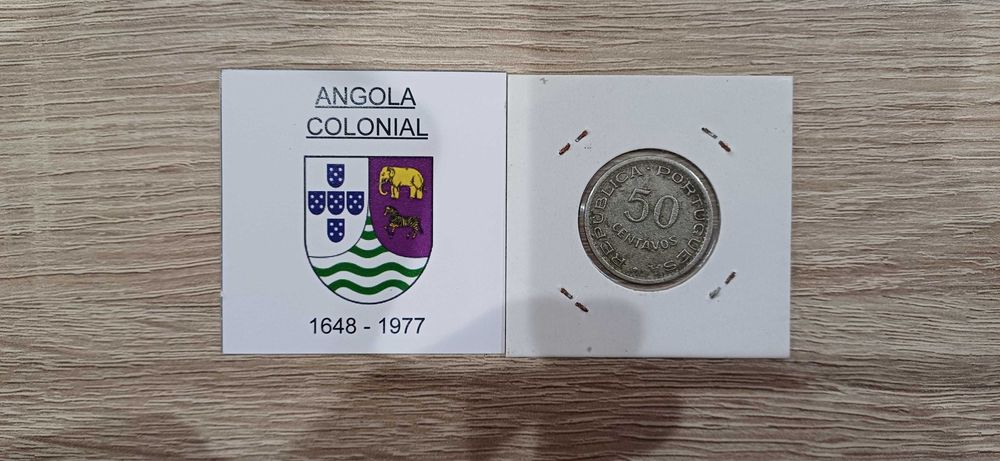 ANGOLA
COLONIAL
1648 - 1977
REPÚBLICA · PORTUGUESA
50
CENTAVOS